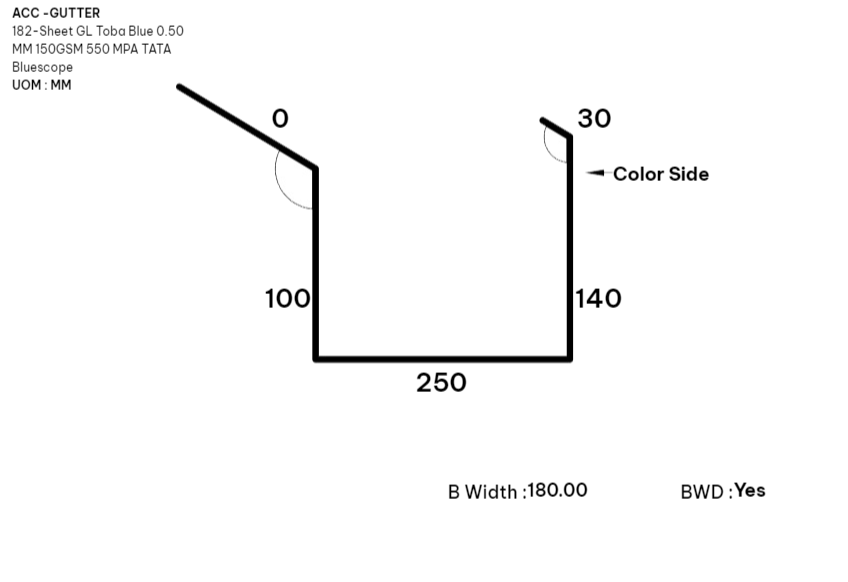 ACC -GUTTER
182-Sheet GL Toba Blue 0.50
MM 150GSM 550 MPA TATA
Bluescope
UOM : MM
0
30
Color Side
100
140
250
B Width :180.00
BWD :Yes